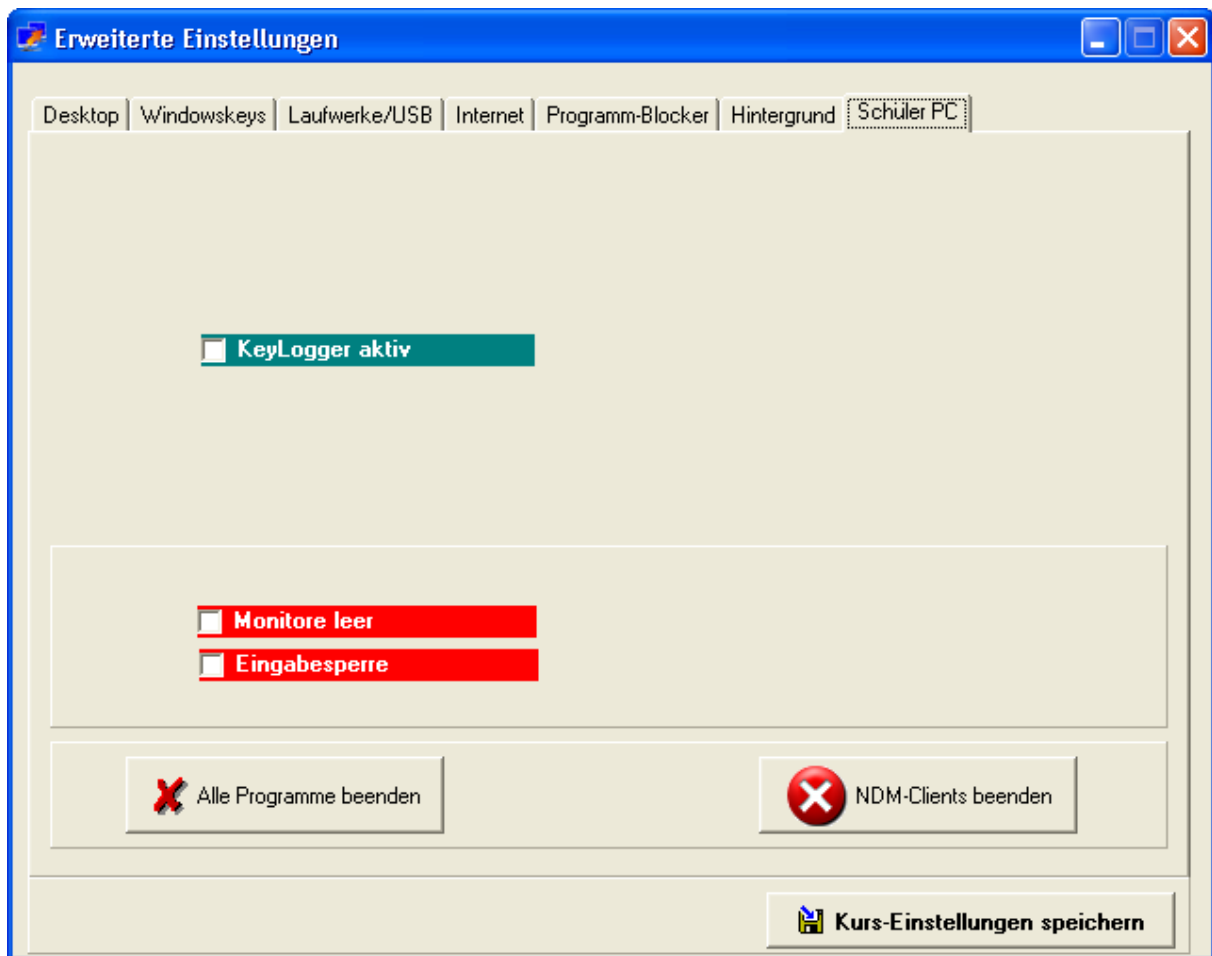 Erweiterte Einstellungen
Desktop Windowskeys Laufwerke/USB Internet Programm-Blocker Hintergrund Schüler PC
KeyLogger aktiv
Monitore leer
Eingabesperre
Alle Programme beenden NDM-Clients beenden
Kurs-Einstellungen speichern